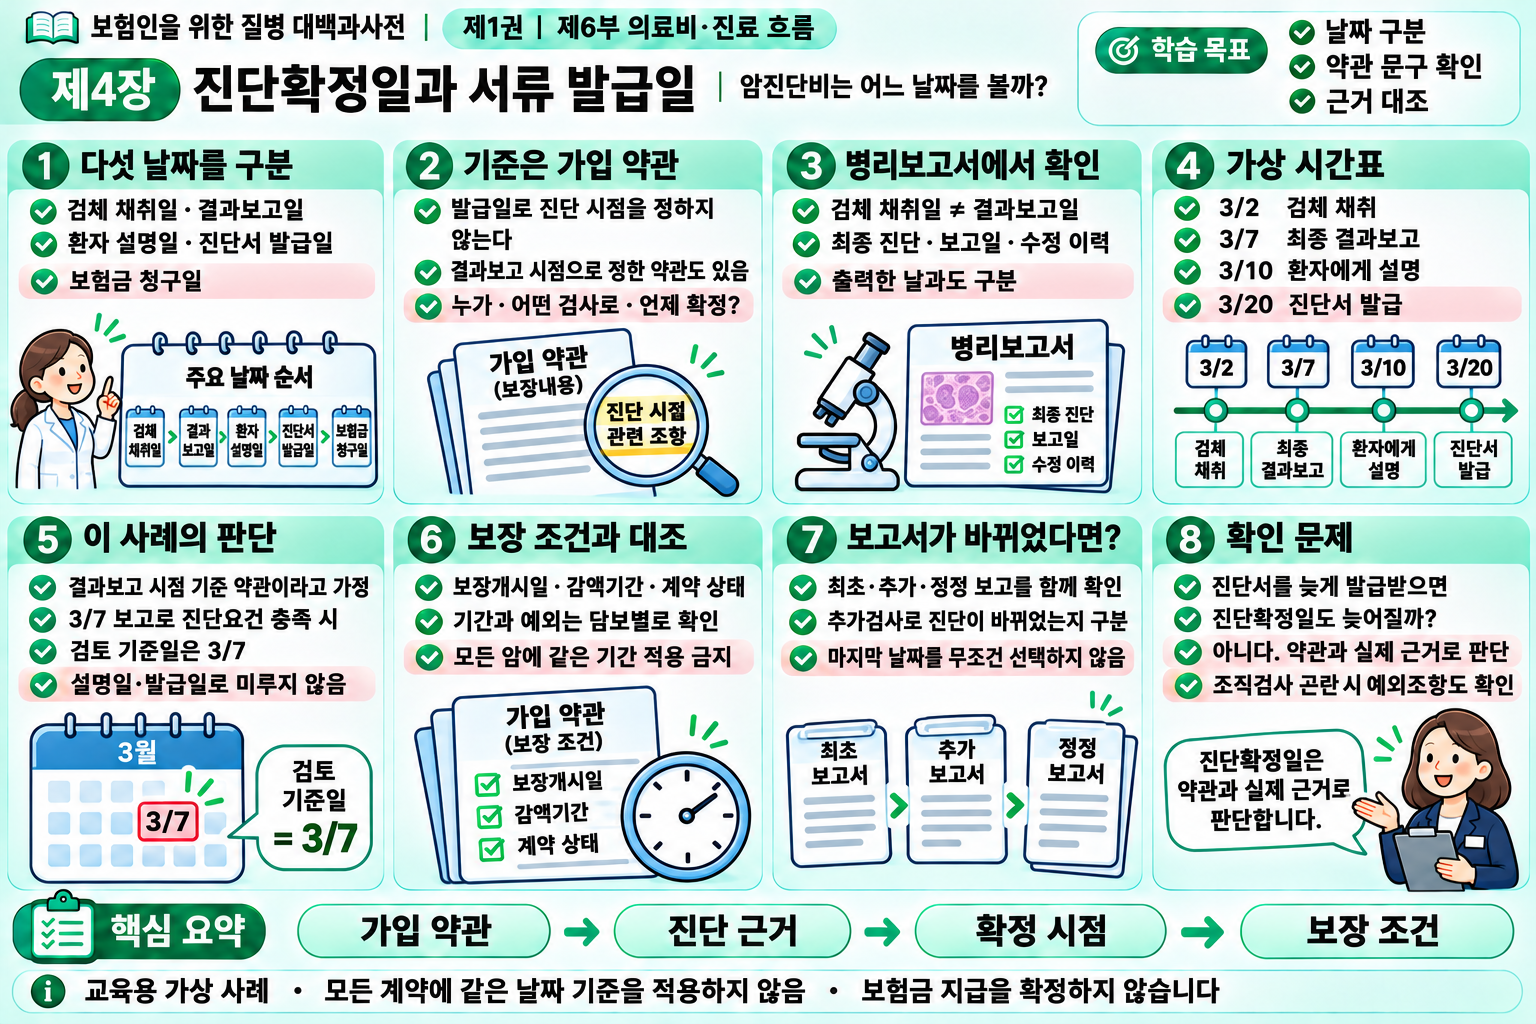 보험인을 위한 질병 대백과사전
제1권 | 제6부 의료비·진료 흐름
제4장 진단확정일과 서류 발급일
암진단비는 어느 날짜를 볼까?
학습 목표
날짜 구분
약관 문구 확인
근거 대조
1 다섯 날짜를 구분
검체 채취일 · 결과보고일
환자 설명일 · 진단서 발급일
보험금 청구일
주요 날짜 순서
검체 채취일
결과 보고일
환자 설명일
진단서 발급일
보험금 청구일
2 기준은 가입 약관
발급일로 진단 시점을 정하지
않는다
결과보고 시점으로 정한 약관도 있음
누가 · 어떤 검사로 · 언제 확정?
가입 약관
(보장내용)
진단 시점
관련 조항
3 병리보고서에서 확인
검체 채취일 ≠ 결과보고일
최종 진단 · 보고일 · 수정 이력
출력한 날과도 구분
병리보고서
최종 진단
보고일
수정 이력
4 가상 시간표
3/2 검체 채취
3/7 최종 결과보고
3/10 환자에게 설명
3/20 진단서 발급
3/2 3/7 3/10 3/20
검체 채취
최종 결과보고
환자에게 설명
진단서 발급
5 이 사례의 판단
결과보고 시점 기준 약관이라고 가정
3/7 보고로 진단요건 충족 시
검토 기준일은 3/7
설명일·발급일로 미루지 않음
3월
3/7
검토
기준일
= 3/7
6 보장 조건과 대조
보장개시일 · 감액기간 · 계약 상태
기간과 예외는 담보별로 확인
모든 암에 같은 기간 적용 금지
가입 약관
(보장 조건)
보장개시일
감액기간
계약 상태
7 보고서가 바뀌었다면?
최초·추가·정정 보고를 함께 확인
추가검사로 진단이 바뀌었는지 구분
마지막 날짜를 무조건 선택하지 않음
최초 보고서
추가 보고서
정정 보고서
8 확인 문제
진단서를 늦게 발급받으면
진단확정일도 늦어질까?
아니다. 약관과 실제 근거로 판단
조직검사 곤란 시 예외조항도 확인
진단확정일은
약관과 실제 근거로
판단합니다.
핵심 요약
가입 약관 → 진단 근거 → 확정 시점 → 보장 조건
i 교육용 가상 사례 • 모든 계약에 같은 날짜 기준을 적용하지 않음 • 보험금 지급을 확정하지 않습니다